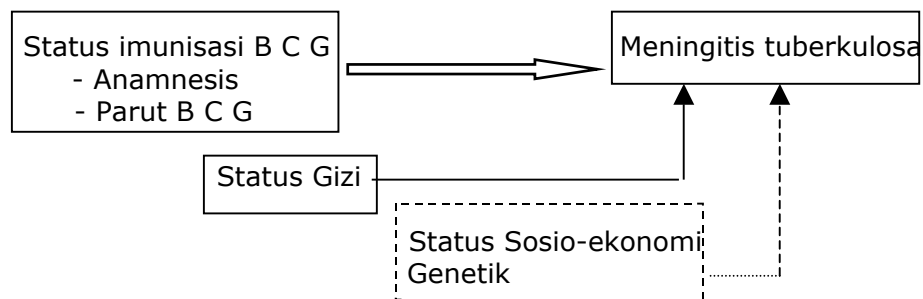 Status imunisasi B C G
- Anamnesis
- Parut B C G
Meningitis tuberkulosa
Status Gizi
Status Sosio-ekonomi
Genetik